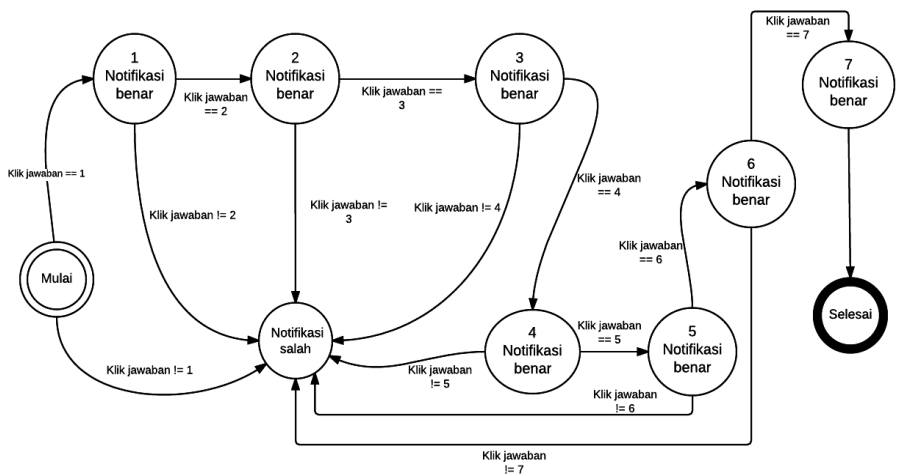 1
Notifikasi
benar
2
Notifikasi
benar
3
Notifikasi
benar
Klik jawaban
== 7
7
Notifikasi
benar
Klik jawaban
== 2
Klik jawaban ==
3
Klik jawaban == 1
Klik jawaban
== 4
6
Notifikasi
benar
Klik jawaban != 2
Klik jawaban !=
3
Klik jawaban != 4
Klik jawaban
== 6
Mulai
Selesai
Notifikasi
salah
4
Notifikasi
benar
Klik jawaban
== 5
5
Notifikasi
benar
Klik jawaban != 1
Klik jawaban
!= 5
Klik jawaban
!= 6
Klik jawaban
!= 7